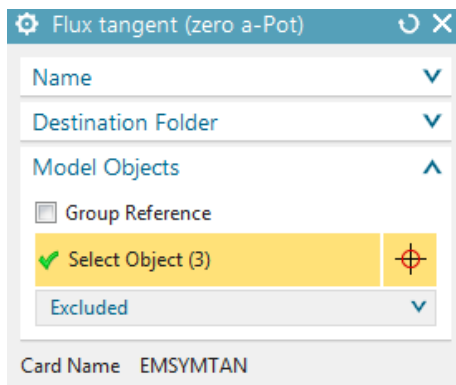 Flux tangent (zero a-Pot)
Name
Destination Folder
Model Objects
Group Reference
Select Object (3)
Excluded
Card Name EMSYMTAN